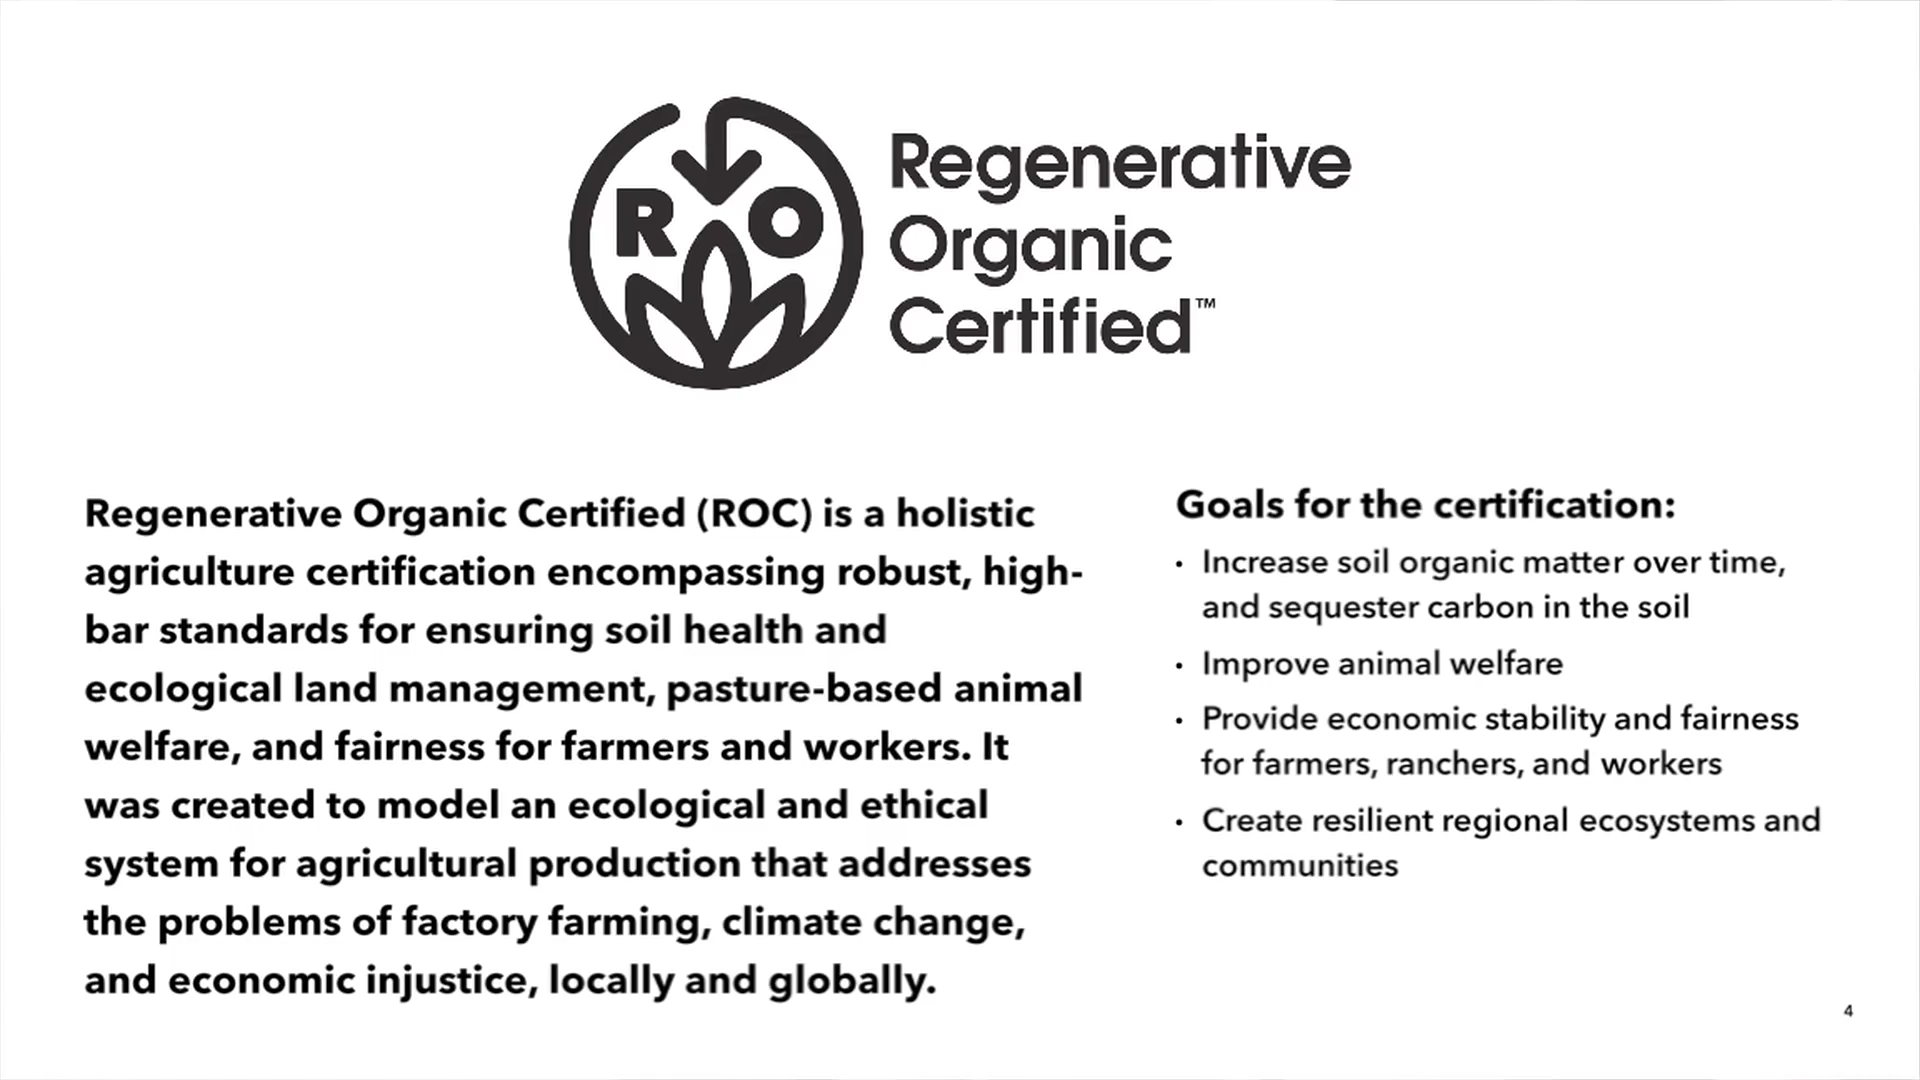 R O
Regenerative
Organic
Certified™
Regenerative Organic Certified (ROC) is a holistic
agriculture certification encompassing robust, high-
bar standards for ensuring soil health and
ecological land management, pasture-based animal
welfare, and fairness for farmers and workers. It
was created to model an ecological and ethical
system for agricultural production that addresses
the problems of factory farming, climate change,
and economic injustice, locally and globally.
Goals for the certification:
· Increase soil organic matter over time,
and sequester carbon in the soil
· Improve animal welfare
· Provide economic stability and fairness
for farmers, ranchers, and workers
· Create resilient regional ecosystems and
communities
4